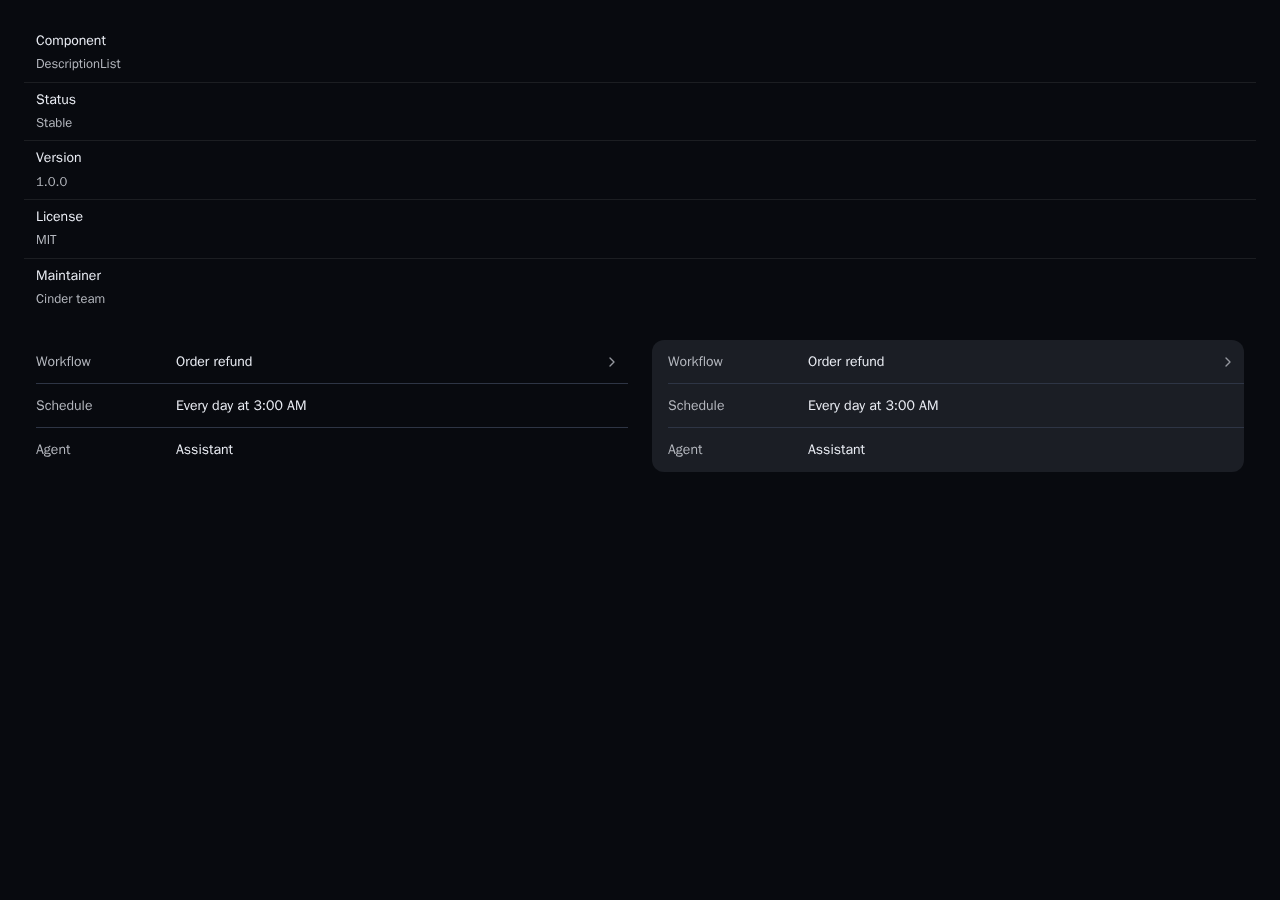 Component
DescriptionList
Status
Stable
Version
1.0.0
License
MIT
Maintainer
Cinder team
Workflow Order refund
Schedule Every day at 3:00 AM
Agent Assistant
Workflow Order refund
Schedule Every day at 3:00 AM
Agent Assistant